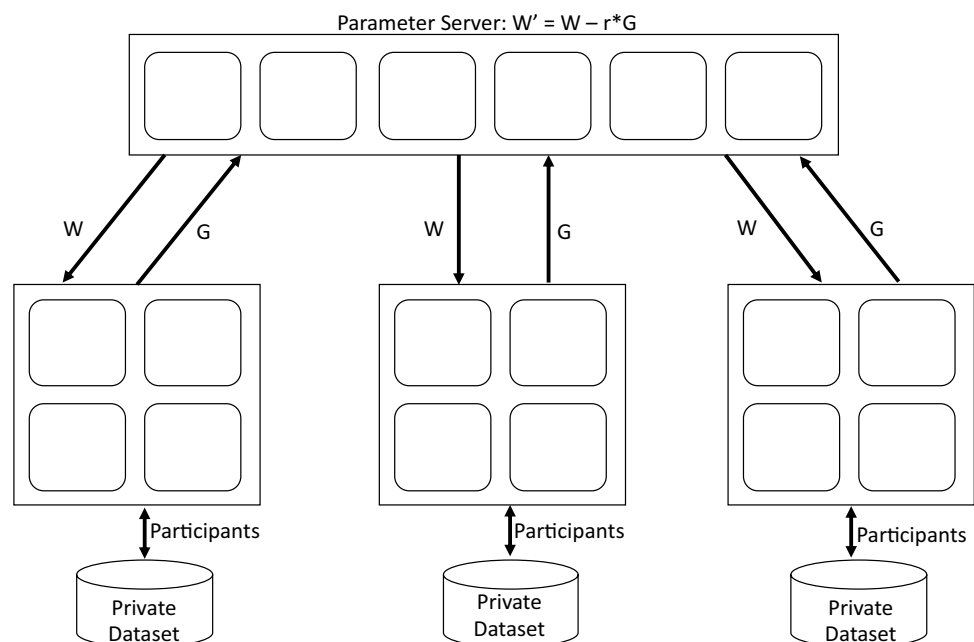 Parameter Server: W’ = W – r*G
W
G
W
G
W
G
Participants
Participants
Participants
Private
Dataset
Private
Dataset
Private
Dataset